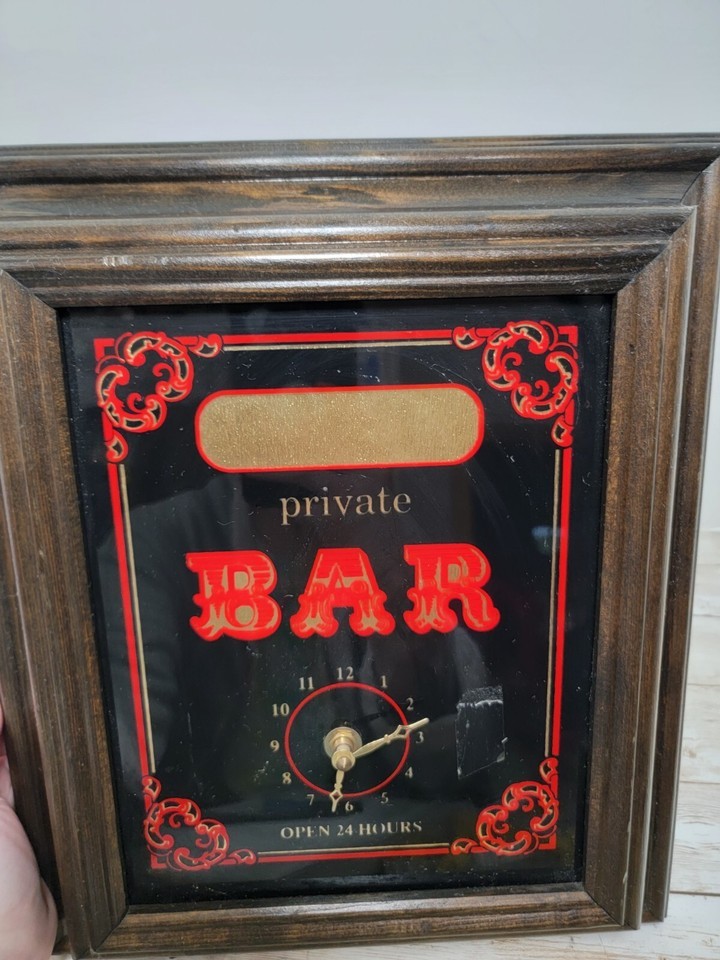 private
BAR
12
11 1
10 2
9 3
8 4
7 6 5
OPEN 24 HOURS